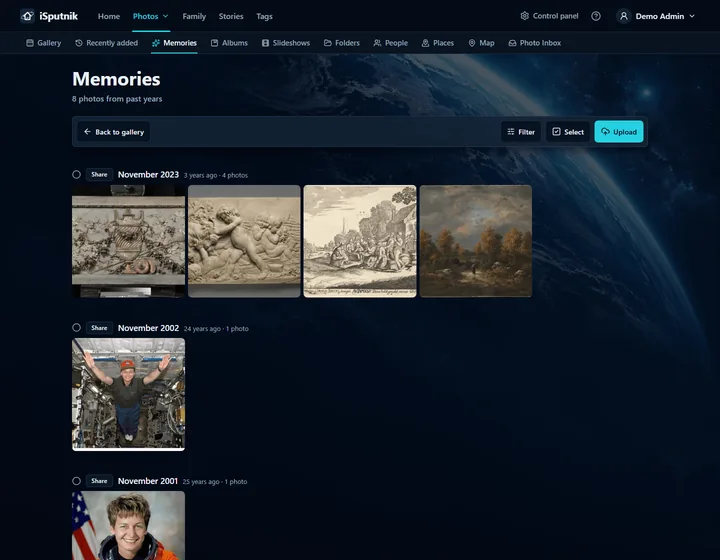 iSputnik
Home Photos Family Stories Tags
Control panel
Demo Admin
Gallery Recently added Memories Albums Slideshows Folders People Places Map Photo Inbox
Memories
8 photos from past years
Back to gallery
Filter Select Upload
Share November 2023 3 years ago · 4 photos
Share November 2002 24 years ago · 1 photo
Share November 2001 25 years ago · 1 photo